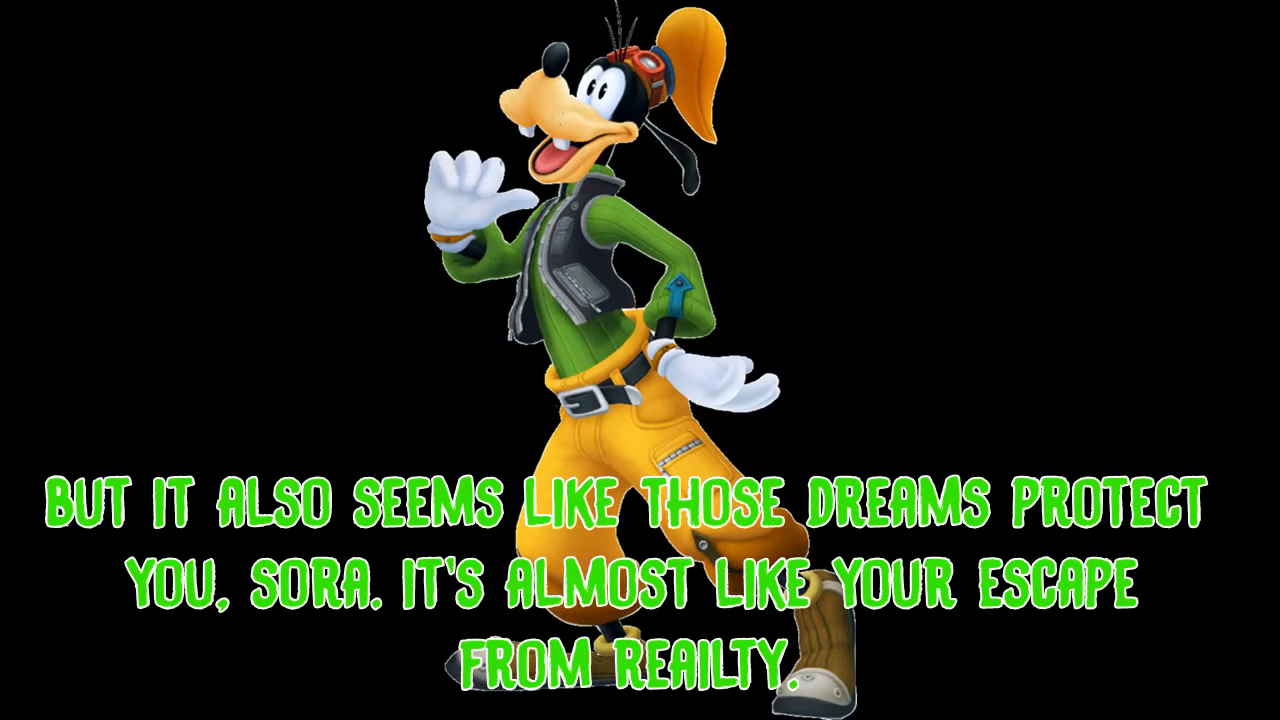 BUT IT ALSO SEEMS LIKE THOSE DREAMS PROTECT
YOU, SORA. IT'S ALMOST LIKE YOUR ESCAPE
FROM REAILTY.